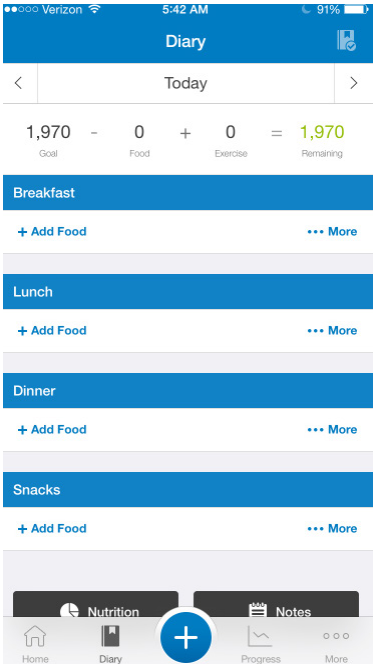 Verizon 5:42 AM 91%
Diary
Today
1,970 - 0 + 0 = 1,970
Goal Food Exercise Remaining
Breakfast
+ Add Food ••• More
Lunch
+ Add Food ••• More
Dinner
+ Add Food ••• More
Snacks
+ Add Food ••• More
Nutrition Notes
Home Diary Progress More